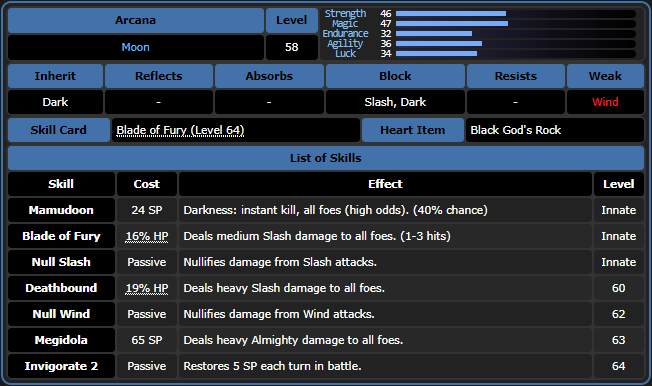 Arcana Level
Moon 58
Strength 46
Magic 47
Endurance 32
Agility 36
Luck 34
Inherit Reflects Absorbs Block Resists Weak
Dark - - Slash, Dark - Wind
Skill Card Blade of Fury (Level 64) Heart Item Black God's Rock
List of Skills
Skill Cost Effect Level
Mamudoon 24 SP Darkness: instant kill, all foes (high odds). (40% chance) Innate
Blade of Fury 16% HP Deals medium Slash damage to all foes. (1-3 hits) Innate
Null Slash Passive Nullifies damage from Slash attacks. Innate
Deathbound 19% HP Deals heavy Slash damage to all foes. 60
Null Wind Passive Nullifies damage from Wind attacks. 62
Megidola 65 SP Deals heavy Almighty damage to all foes. 63
Invigorate 2 Passive Restores 5 SP each turn in battle. 64